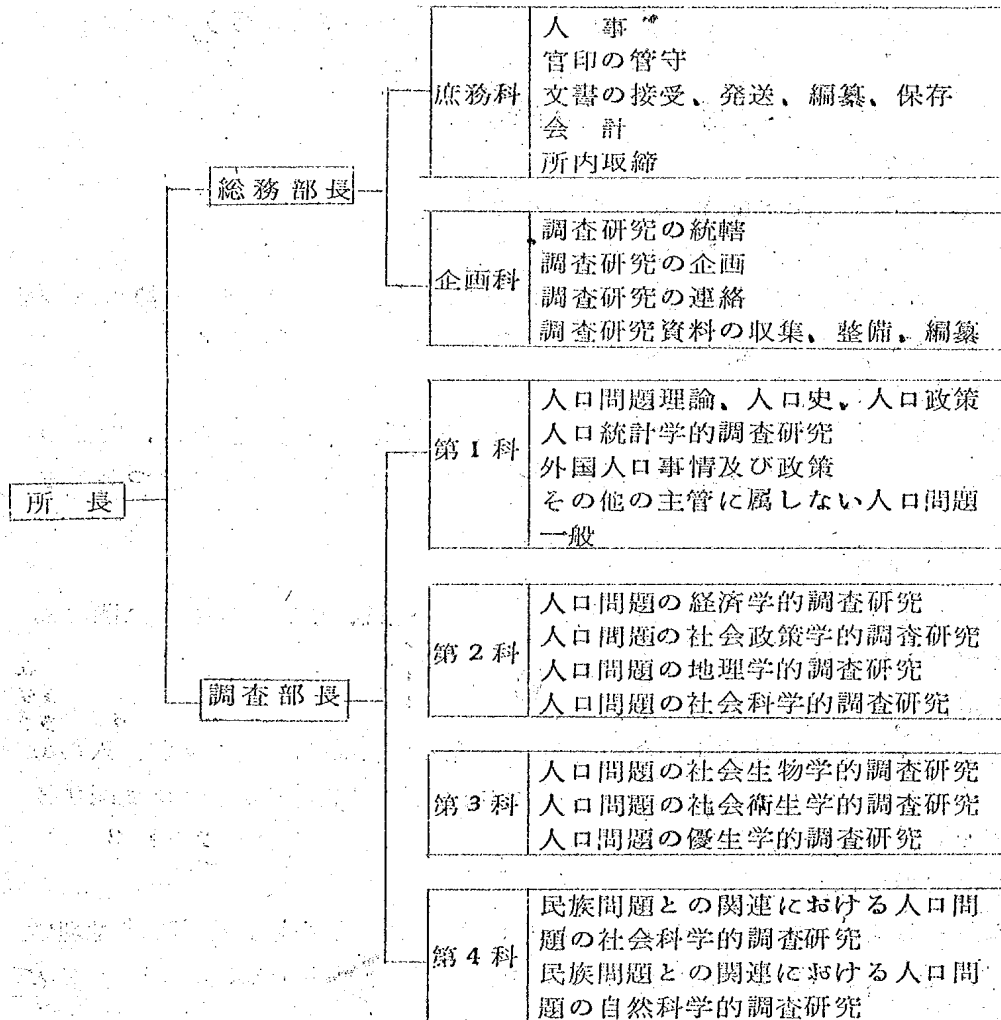 所　長
総務部長
庶務科
人　事
官印の管守
文書の接受、発送、編纂、保存
会　計
所内取締
企画科
調査研究の統轄
調査研究の企画
調査研究の連絡
調査研究資料の収集、整備、編纂
調査部長
第1科
人口問題理論、人口史、人口政策
人口統計学的調査研究
外国人口事情及び政策
その他の主管に属しない人口問題
一般
第2科
人口問題の経済学的調査研究
人口問題の社会政策学的調査研究
人口問題の地理学的調査研究
人口問題の社会科学的調査研究
第3科
人口問題の社会生物学的調査研究
人口問題の社会衛生学的調査研究
人口問題の優生学的調査研究
第4科
民族問題との関連における人口問
題の社会科学的調査研究
民族問題との関連における人口問
題の自然科学的調査研究